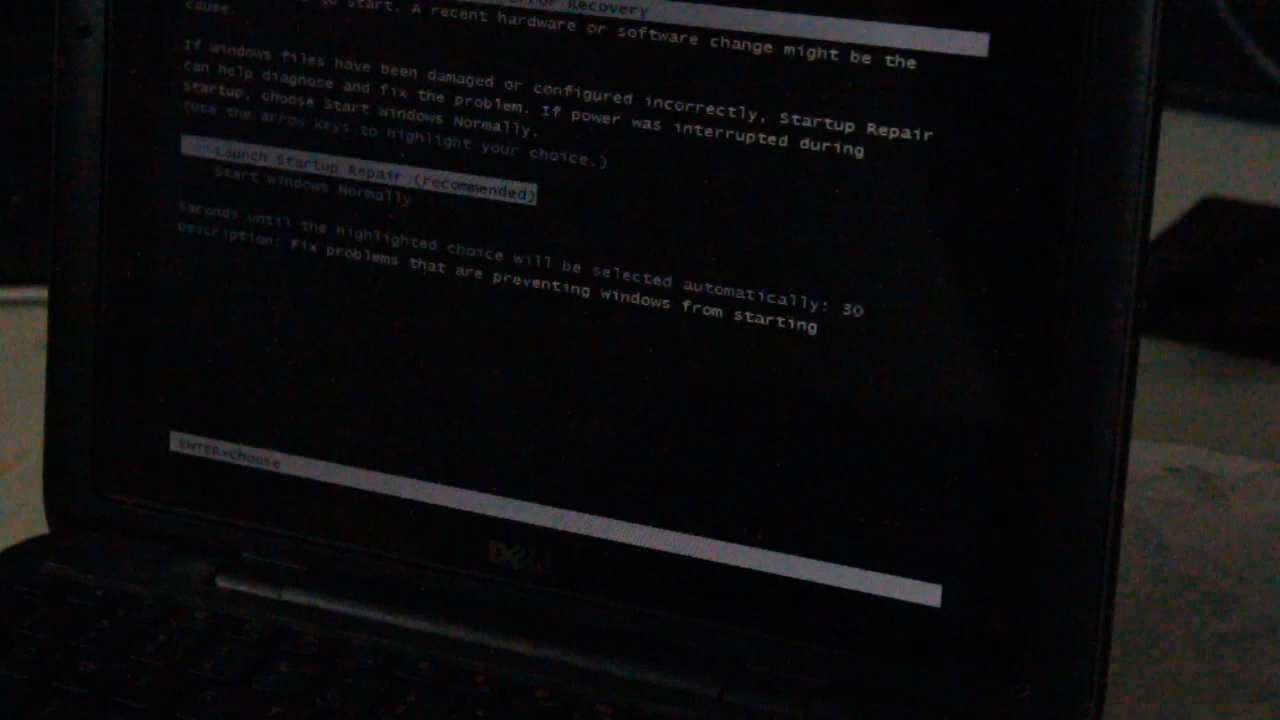 Error Recovery
to start. A recent hardware or software change might be the
cause.
If Windows files have been damaged or configured incorrectly, Startup Repair
can help diagnose and fix the problem. If power was interrupted during
startup, choose Start Windows Normally.
(Use the arrow keys to highlight your choice.)
Launch Startup Repair (recommended)
Start Windows Normally
Seconds until the highlighted choice will be selected automatically: 30
Description: Fix problems that are preventing Windows from starting
ENTER=Choose
DELL